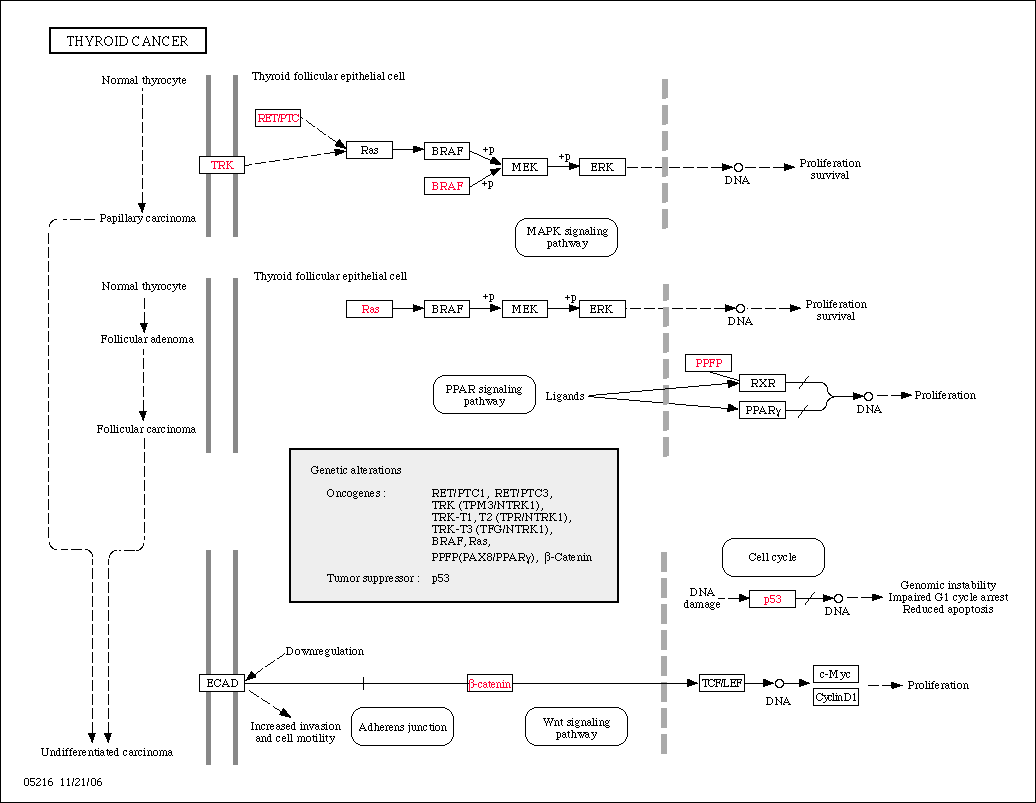 THYROID CANCER
Normal thyrocyte
Thyroid follicular epithelial cell
RET/PTC
Ras
BRAF
+p
TRK
MEK
+p
ERK
DNA
Proliferation
survival
BRAF
+p
Papillary carcinoma
MAPK signaling
pathway
Thyroid follicular epithelial cell
Normal thyrocyte
Ras
BRAF
+p
MEK
+p
ERK
DNA
Proliferation
survival
Follicular adenoma
PPFP
PPAR signaling
pathway
Ligands
RXR
PPARγ
DNA
Proliferation
Follicular carcinoma
Genetic alterations
Oncogenes : RET/PTC1, RET/PTC3,
TRK (TPM3/NTRK1),
TRK-T1, T2 (TPR/NTRK1),
TRK-T3 (TFG/NTRK1),
BRAF, Ras,
PPFP(PAX8/PPARγ), β-Catenin
Tumor suppressor : p53
Cell cycle
DNA
damage
p53
DNA
Genomic instability
Impaired G1 cycle arrest
Reduced apoptosis
Downregulation
ECAD
β-catenin
TCF/LEF
DNA
c-Myc
CyclinD1
Proliferation
Increased invasion
and cell motility
Adherens junction
Wnt signaling
pathway
Undifferentiated carcinoma
05216 11/21/06